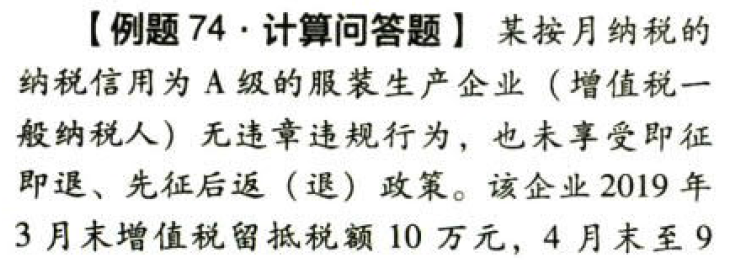 【例题 74·计算问答题】 某按月纳税的
纳税信用为 A 级的服装生产企业（增值税一
般纳税人）无违章违规行为，也未享受即征
即退、先征后返（退）政策。该企业 2019 年
3 月末增值税留抵税额 10 万元，4 月末至 9